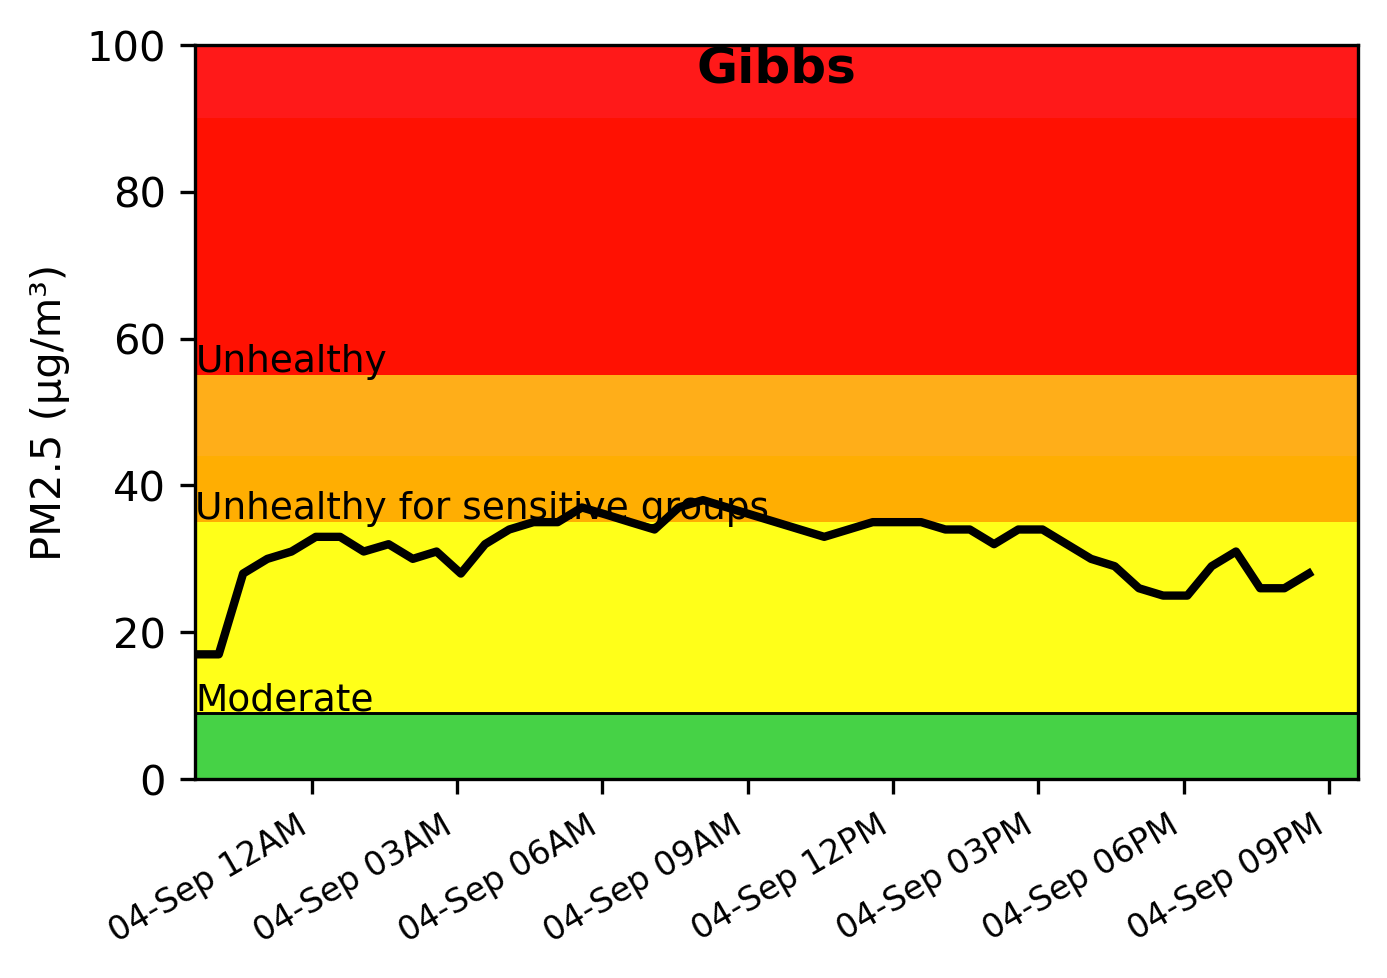 Gibbs
100
80
60
40
20
0
PM2.5 (µg/m³)
Unhealthy
Unhealthy for sensitive groups
Moderate
04-Sep 12AM
04-Sep 03AM
04-Sep 06AM
04-Sep 09AM
04-Sep 12PM
04-Sep 03PM
04-Sep 06PM
04-Sep 09PM